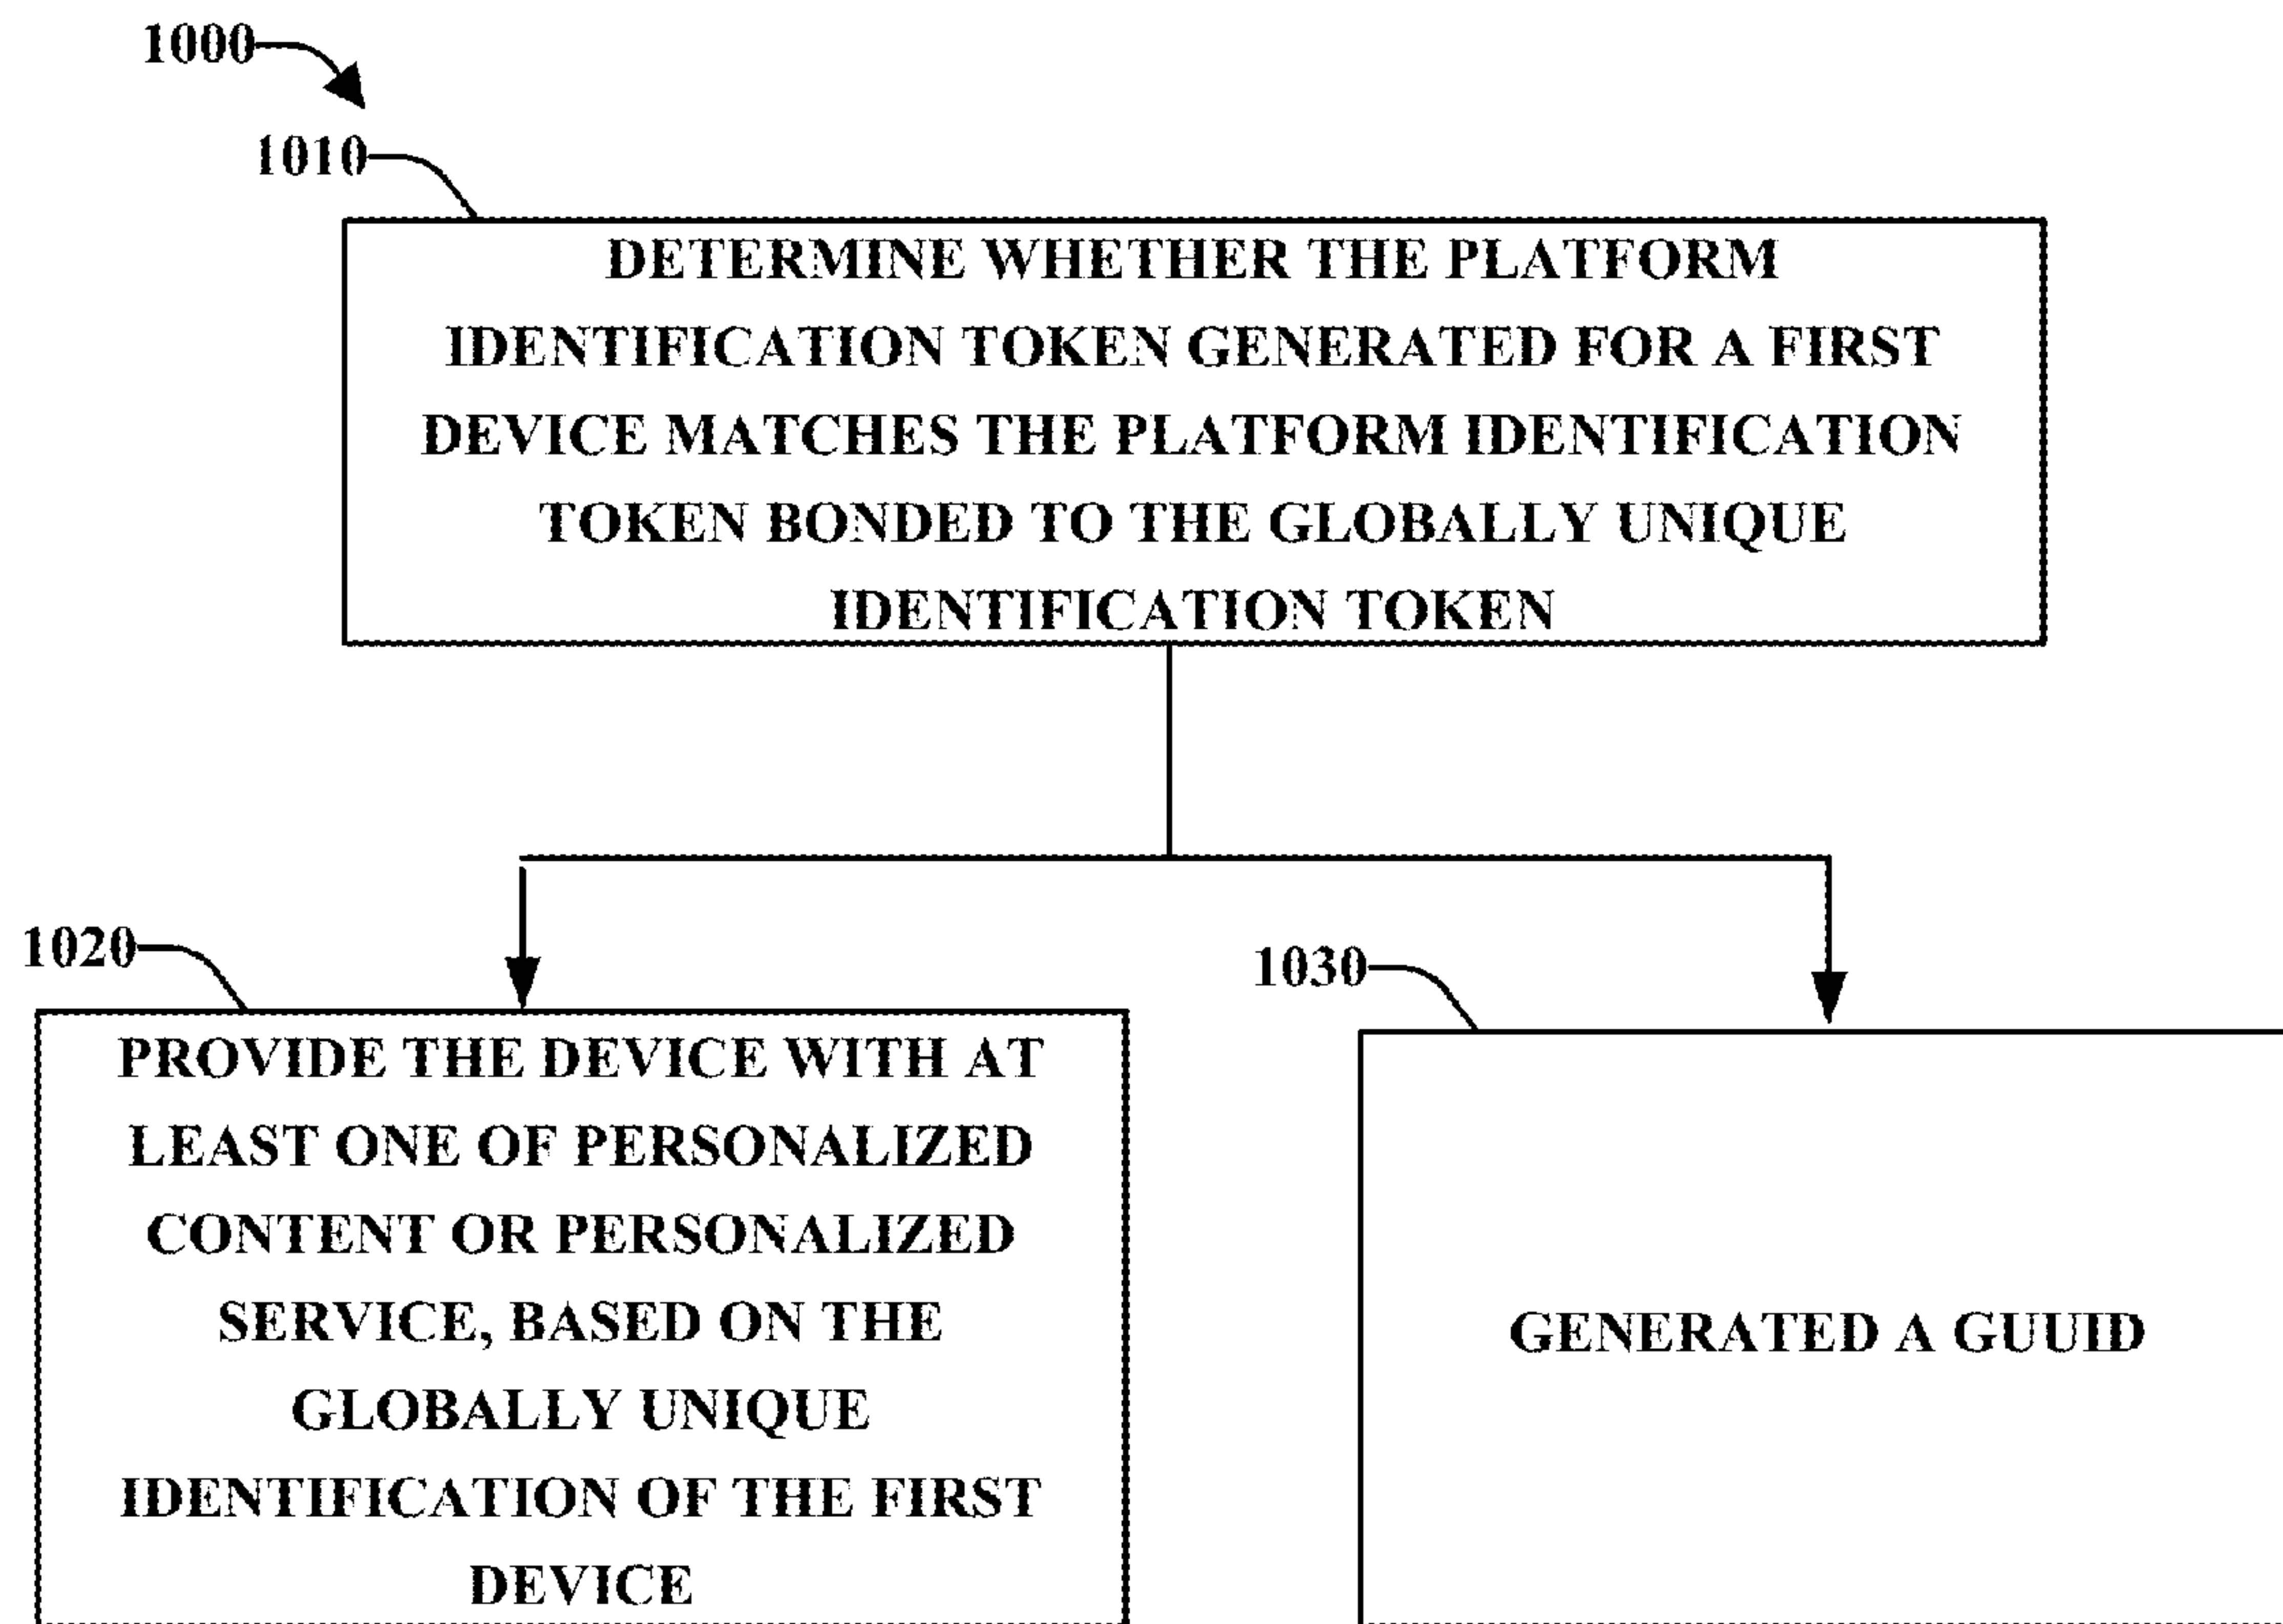 1000
1010
DETERMINE WHETHER THE PLATFORM
IDENTIFICATION TOKEN GENERATED FOR A FIRST
DEVICE MATCHES THE PLATFORM IDENTIFICATION
TOKEN BONDED TO THE GLOBALLY UNIQUE
IDENTIFICATION TOKEN
1020
PROVIDE THE DEVICE WITH AT
LEAST ONE OF PERSONALIZED
CONTENT OR PERSONALIZED
SERVICE, BASED ON THE
GLOBALLY UNIQUE
IDENTIFICATION OF THE FIRST
DEVICE
1030
GENERATED A GUUID